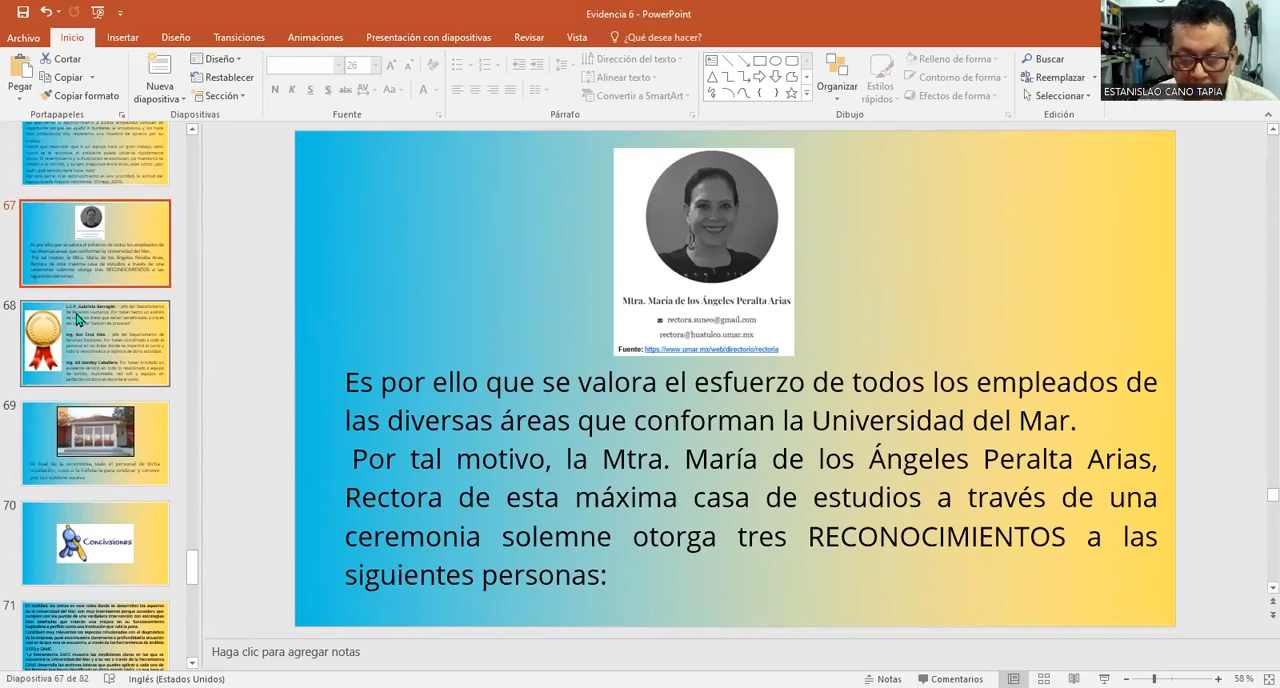 Evidencia 6 - PowerPoint
Archivo Inicio Insertar Diseño Transiciones Animaciones Presentación con diapositivas Revisar Vista ¿Qué desea hacer?
Pegar
Cortar
Copiar
Copiar formato
Portapapeles
Nueva
diapositiva
Diseño
Restablecer
Sección
Diapositivas
26
N K S S abc AV Aa A
Fuente
Dirección del texto
Alinear texto
Convertir a SmartArt
Párrafo
Organizar
Estilos
rápidos
Relleno de forma
Contorno de forma
Efectos de forma
Dibujo
Buscar
Reemplazar
Seleccionar
Edición
ESTANISLAO CANO TAPIA
67
68
69
70
Conclusiones
71
Mtra. María de los Ángeles Peralta Arias
rectora.suneo@gmail.com
rectora@huatulco.umar.mx
Fuente: https://www.umar.mx/web/directorio/rectoria
Es por ello que se valora el esfuerzo de todos los empleados de
las diversas áreas que conforman la Universidad del Mar.
Por tal motivo, la Mtra. María de los Ángeles Peralta Arias,
Rectora de esta máxima casa de estudios a través de una
ceremonia solemne otorga tres RECONOCIMIENTOS a las
siguientes personas:
Haga clic para agregar notas
Diapositiva 67 de 82 Inglés (Estados Unidos) Notas Comentarios 58 %